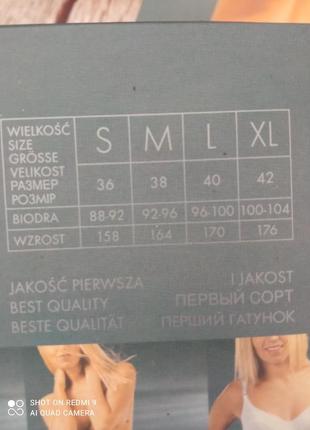 WIELKOŚĆ
SIZE
GRÖSSE
VELIKOST
РАЗМЕР
РОЗМІР
S M L XL
36 38 40 42
BIODRA 88-92 92-96 96-100 100-104
WZROST 158 164 170 176
JAKOŚĆ PIERWSZA
BEST QUALITY
BESTE QUALITÄT
I JAKOST
ПЕРВЫЙ СОРТ
ПЕРШИЙ ГАТУНОК
SHOT ON REDMI 9
AI QUAD CAMERA